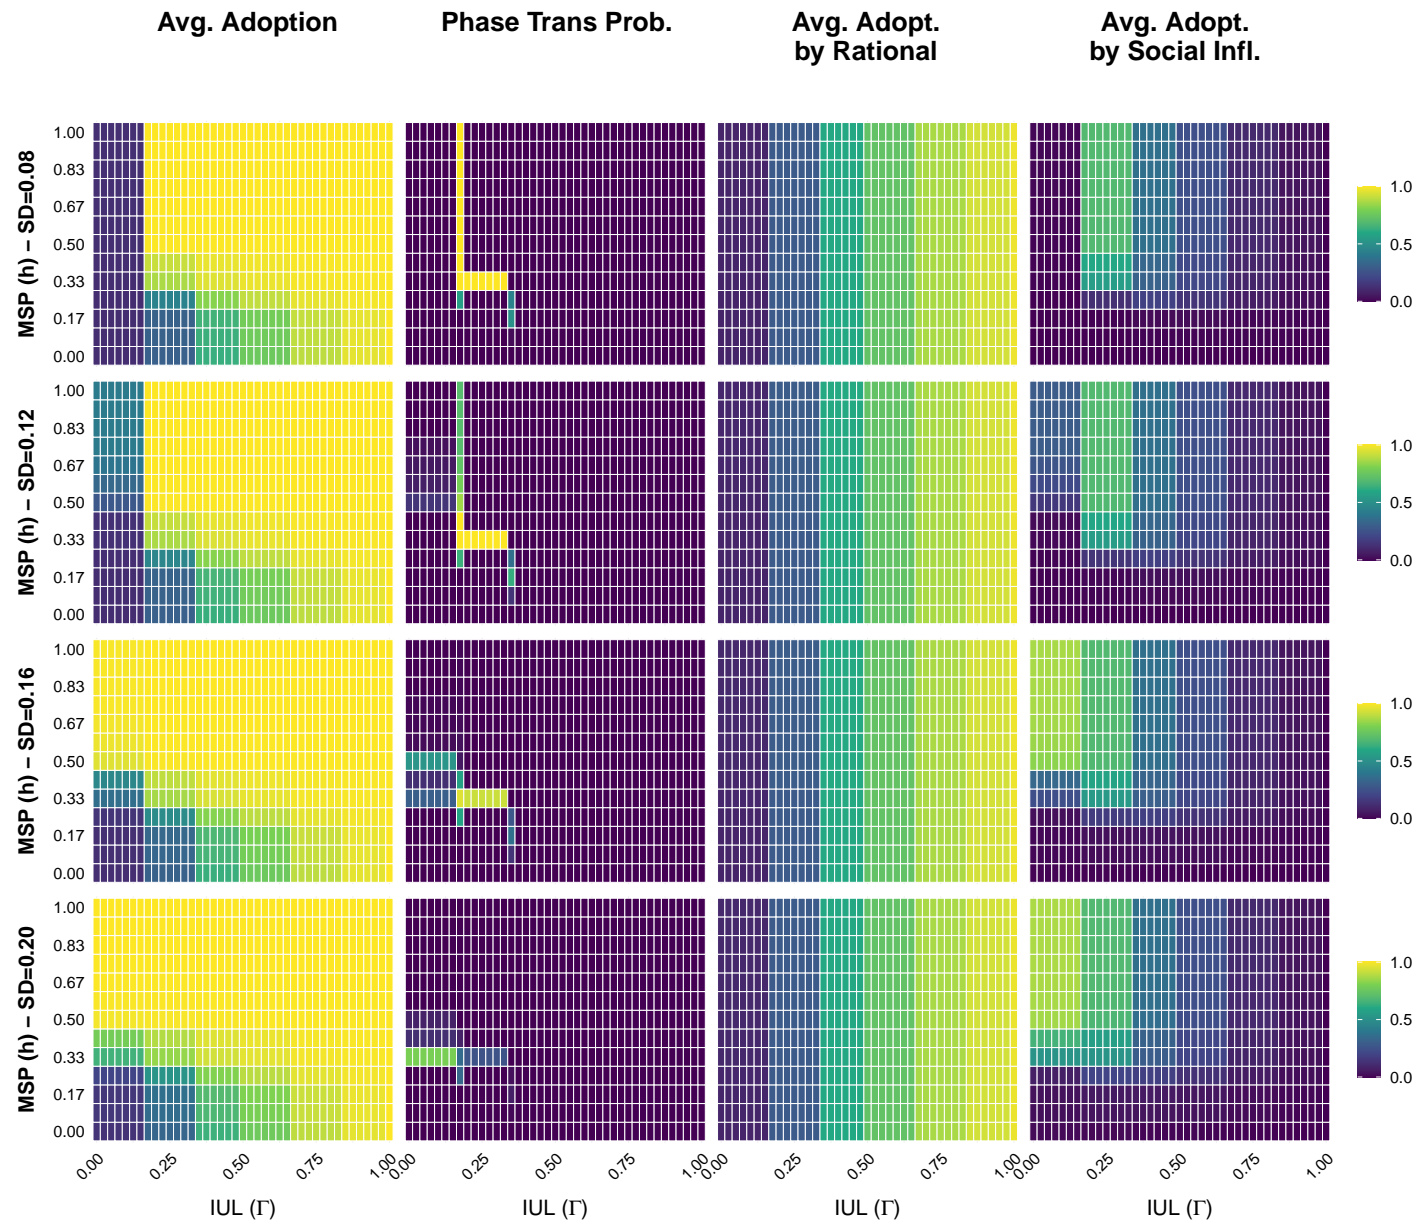 Avg. Adoption
Phase Trans Prob.
Avg. Adopt.
by Rational
Avg. Adopt.
by Social Infl.
MSP (h) − SD=0.08
1.00
0.83
0.67
0.50
0.33
0.17
0.00
1.0
0.5
0.0
MSP (h) − SD=0.12
1.00
0.83
0.67
0.50
0.33
0.17
0.00
1.0
0.5
0.0
MSP (h) − SD=0.16
1.00
0.83
0.67
0.50
0.33
0.17
0.00
1.0
0.5
0.0
MSP (h) − SD=0.20
1.00
0.83
0.67
0.50
0.33
0.17
0.00
1.0
0.5
0.0
0.00 0.25 0.50 0.75 1.00
0.00 0.25 0.50 0.75 1.00
0.00 0.25 0.50 0.75 1.00
0.00 0.25 0.50 0.75 1.00
IUL (Γ)
IUL (Γ)
IUL (Γ)
IUL (Γ)